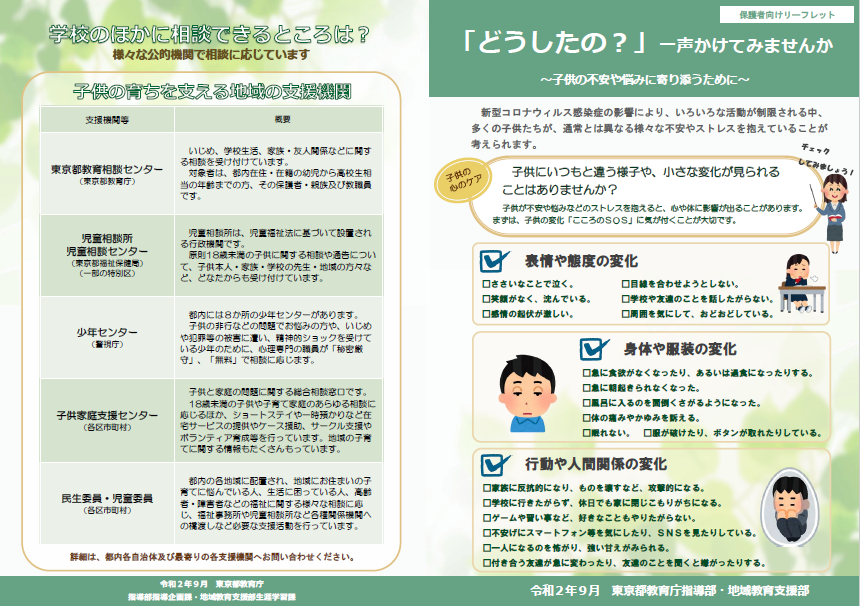 学校のほかに相談できるところは？
様々な公的機関で相談に応じています
子供の育ちを支える地域の支援機関
支援機関等
概要
東京都教育相談センター
（東京都教育庁）
いじめ、学校生活、家族・友人関係などに関す
る相談を受け付けています。
対象者は、都内在住・在籍の幼児から高校生相
当の年齢までの方、その保護者・親族及び教職員
です。
児童相談所
児童相談センター
（東京都福祉保健局）
（一部の特別区）
児童相談所は、児童福祉法に基づいて設置され
る行政機関です。
原則18歳未満の子供に関する相談や通告につい
て、子供本人・家族・学校の先生・地域の方々な
ど、どなたからも受け付けています。
少年センター
（警視庁）
都内には８か所の少年センターがあります。
子供の非行などの問題でお悩みの方や、いじめ
や犯罪等の被害に遭い、精神的ショックを受けて
いる少年のために、心理専門の職員が「秘密厳
守」、「無料」で相談に応じます。
子供家庭支援センター
（各区市町村）
子供と家庭の問題に関する総合相談窓口です。
18歳未満の子供や子育て家庭のあらゆる相談に
応じるほか、ショートステイや一時預かりなど在
宅サービスの提供やケース援助、サークル支援や
ボランティア育成等を行っています。地域の子育
てに関する情報もたくさんもっています。
民生委員・児童委員
（各区市町村）
都内の各地域に配置され、地域にお住まいの子
育てに悩んでいる人、生活に困っている人、高齢
者・障害者などの福祉に関する様々な相談に応
じ、福祉事務所や児童相談所など各種関係機関へ
の橋渡しなど必要な支援活動を行っています。
詳細は、都内各自治体及び最寄りの各支援機関へお問い合わせください。
令和２年９月　東京都教育庁
指導部指導企画課・地域教育支援部生涯学習課
保護者向けリーフレット
「どうしたの？」一声かけてみませんか
～子供の不安や悩みに寄り添うために～
新型コロナウィルス感染症の影響により、いろいろな活動が制限される中、
多くの子供たちが、通常とは異なる様々な不安やストレスを抱えていることが
考えられます。
チェック
してみましょう！
子供の
心のケア
子供にいつもと違う様子や、小さな変化が見られる
ことはありませんか？
子供が不安や悩みなどのストレスを抱えると、心や体に影響が出ることがあります。
まずは、子供の変化「こころのＳＯＳ」に気が付くことが大切です。
表情や態度の変化
□ささいなことで泣く。　□目線を合わせようとしない。
□笑顔がなく、沈んでいる。　□学校や友達のことを話したがらない。
□感情の起伏が激しい。　□周囲を気にして、おどおどしている。
身体や服装の変化
□急に食欲がなくなったり、あるいは過食になったりする。
□急に朝起きられなくなった。
□風呂に入るのを面倒くさがるようになった。
□体の痛みやかゆみを訴える。
□眠れない。　□服が破けたり、ボタンが取れたりしている。
行動や人間関係の変化
□家族に反抗的になり、ものを壊すなど、攻撃的になる。
□学校に行きたがらず、休日でも家に閉じこもりがちになる。
□ゲームや習い事など、好きなこともやりたがらない。
□不安げにスマートフォン等を気にしたり、ＳＮＳを見たりしている。
□一人になるのを怖がり、強い甘えがみられる。
□付き合う友達が急に変わったり、友達のことを聞くと嫌がったりする。
令和２年９月　東京都教育庁指導部・地域教育支援部